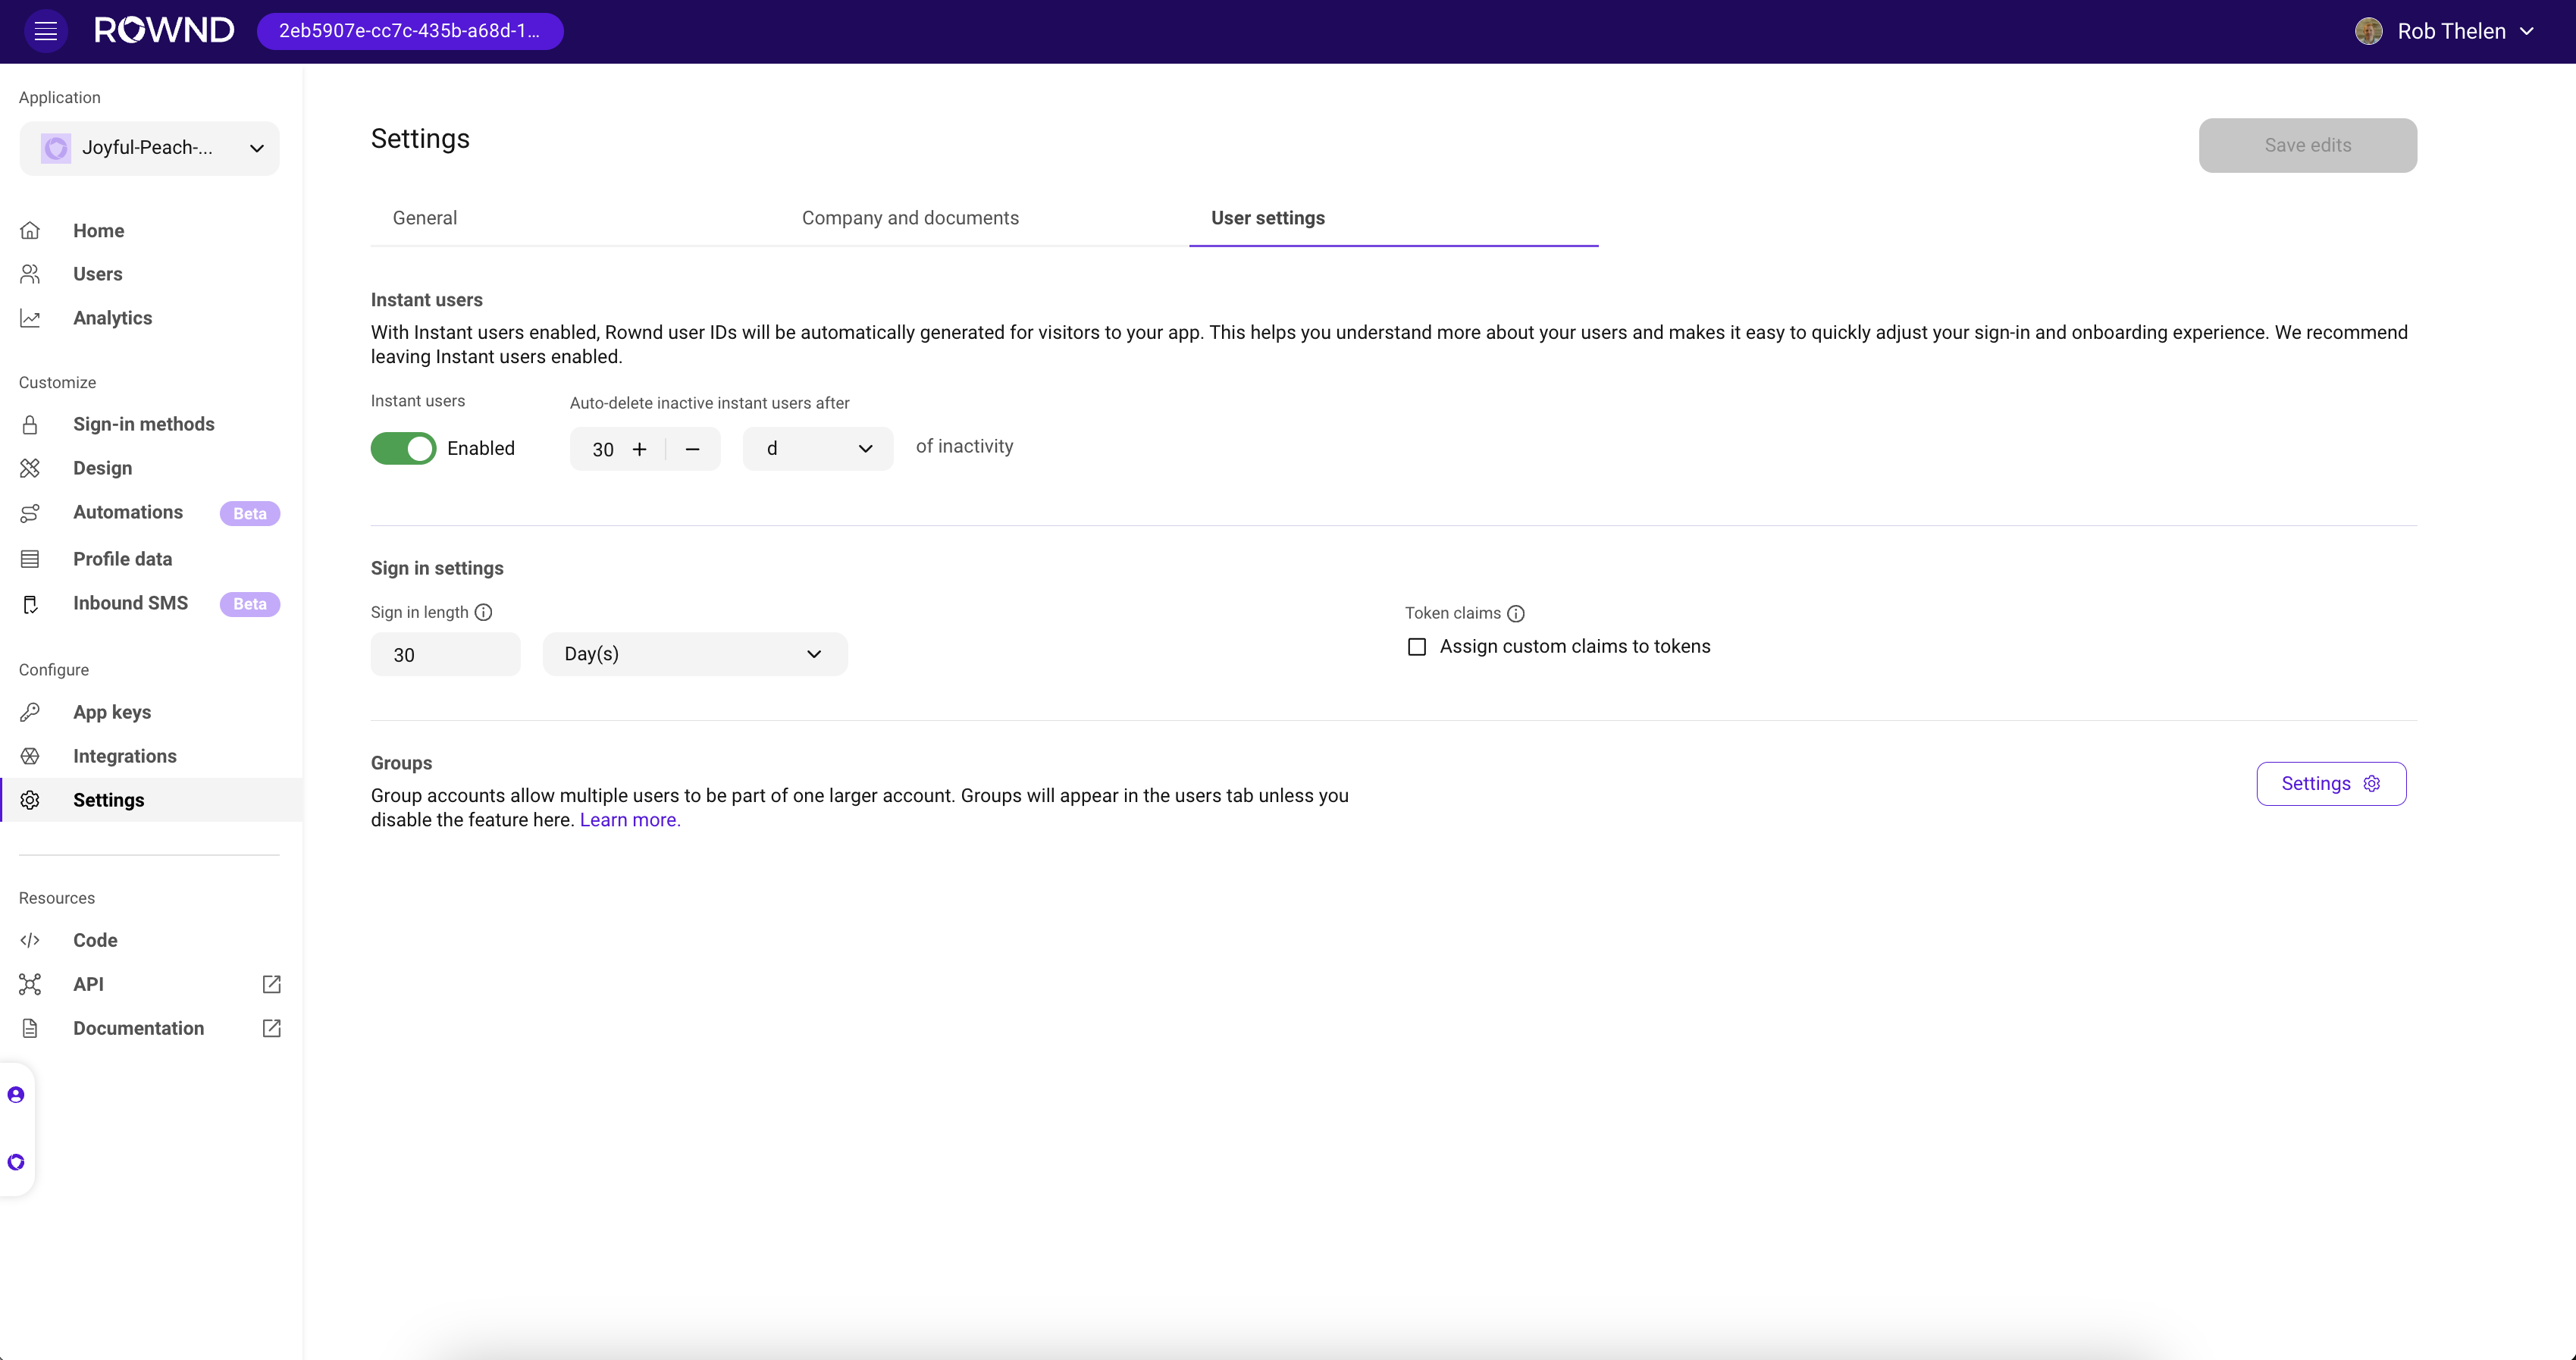 ROWND
2eb5907e-cc7c-435b-a68d-1...
Rob Thelen
Application
Joyful-Peach-...
Home
Users
Analytics
Customize
Sign-in methods
Design
Automations Beta
Profile data
Inbound SMS Beta
Configure
App keys
Integrations
Settings
Resources
Code
API
Documentation
Settings
Save edits
General
Company and documents
User settings
Instant users
With Instant users enabled, Rownd user IDs will be automatically generated for visitors to your app. This helps you understand more about your users and makes it easy to quickly adjust your sign-in and onboarding experience. We recommend
leaving Instant users enabled.
Instant users
Auto-delete inactive instant users after
Enabled
30 + −
d
of inactivity
Sign in settings
Sign in length
30
Day(s)
Token claims
Assign custom claims to tokens
Groups
Group accounts allow multiple users to be part of one larger account. Groups will appear in the users tab unless you
disable the feature here. Learn more.
Settings